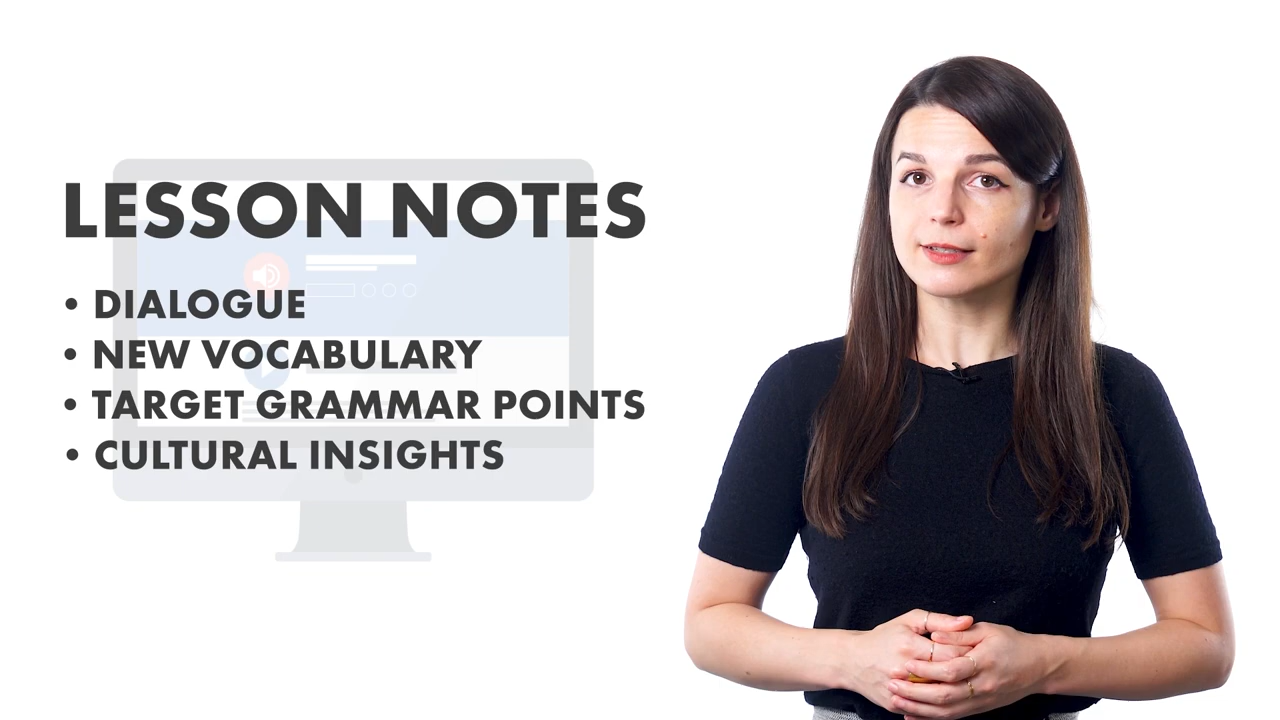 LESSON NOTES
• DIALOGUE
• NEW VOCABULARY
• TARGET GRAMMAR POINTS
• CULTURAL INSIGHTS